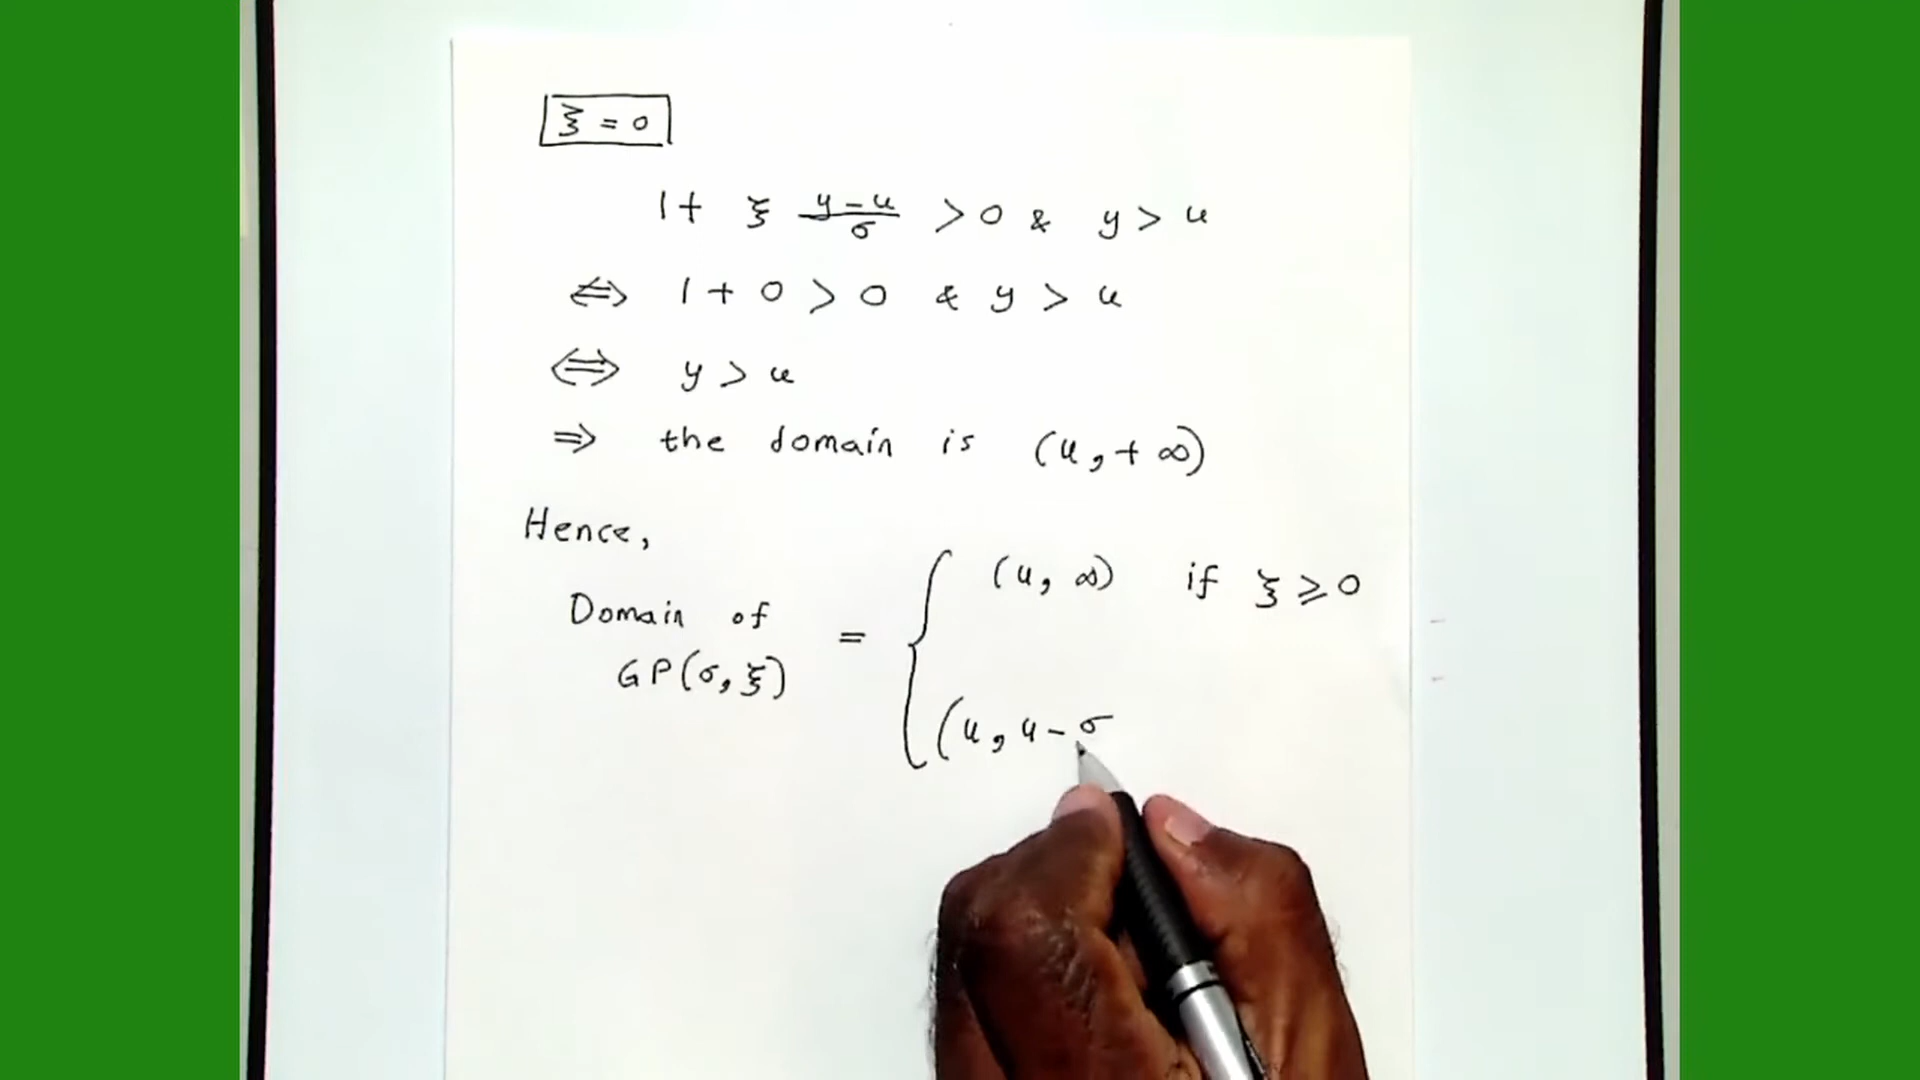 ξ = 0
1 + ξ (y - u)/σ > 0 & y > u
⇔ 1 + 0 > 0 & y > u
⇔ y > u
⇒ the domain is (u, + ∞)
Hence,
Domain of GP(σ, ξ) = { (u, ∞) if ξ ⩾ 0
(u, u - σ